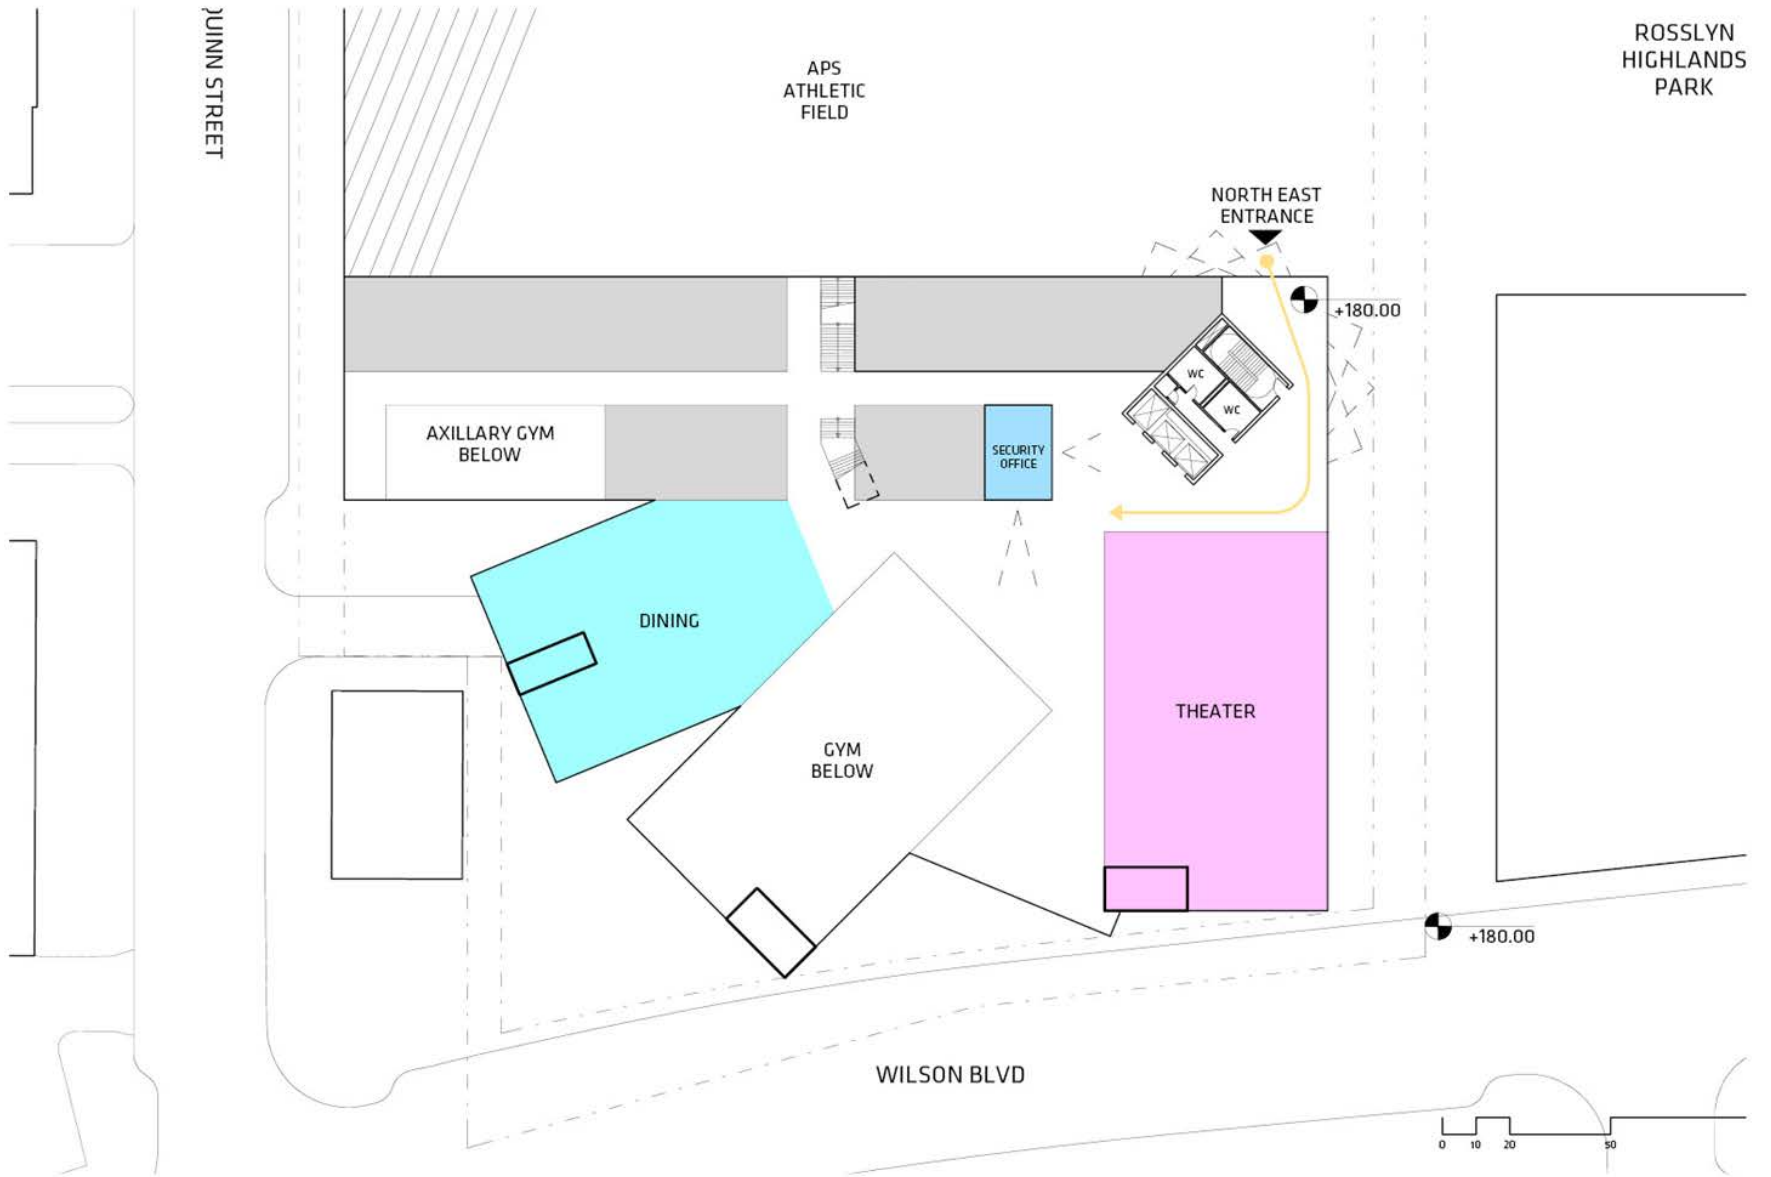 QUINN STREET
APS
ATHLETIC
FIELD
ROSSLYN
HIGHLANDS
PARK
NORTH EAST
ENTRANCE
+180.00
WC
WC
AXILLARY GYM
BELOW
SECURITY
OFFICE
DINING
THEATER
GYM
BELOW
+180.00
WILSON BLVD
0 10 20 50